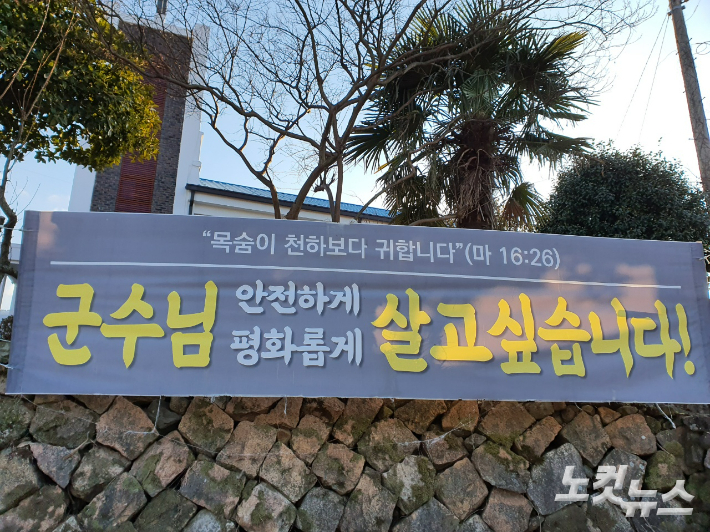 “목숨이 천하보다 귀합니다”(마 16:26)
군수님 안전하게 평화롭게 살고싶습니다!
노컷뉴스